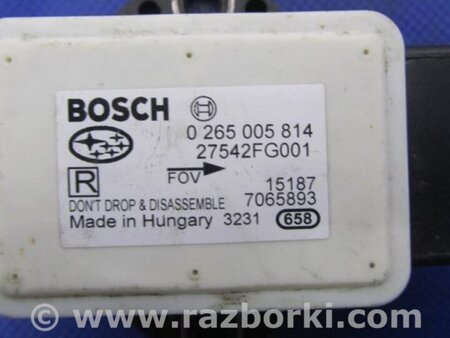 BOSCH
0 265 005 814
27542FG001
R
FOV
15187
DON'T DROP & DISASSEMBLE 7065893
Made in Hungary 3231 658
www.razborki.com